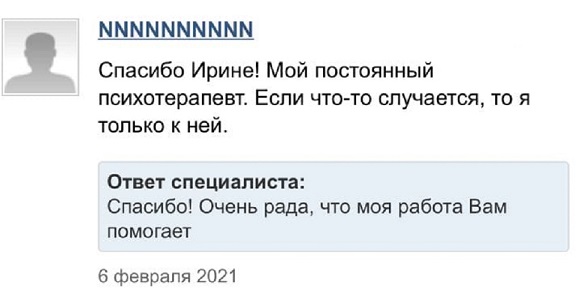 NNNNNNNNNN
Спасибо Ирине! Мой постоянный
психотерапевт. Если что-то случается, то я
только к ней.
Ответ специалиста:
Спасибо! Очень рада, что моя работа Вам
помогает
6 февраля 2021